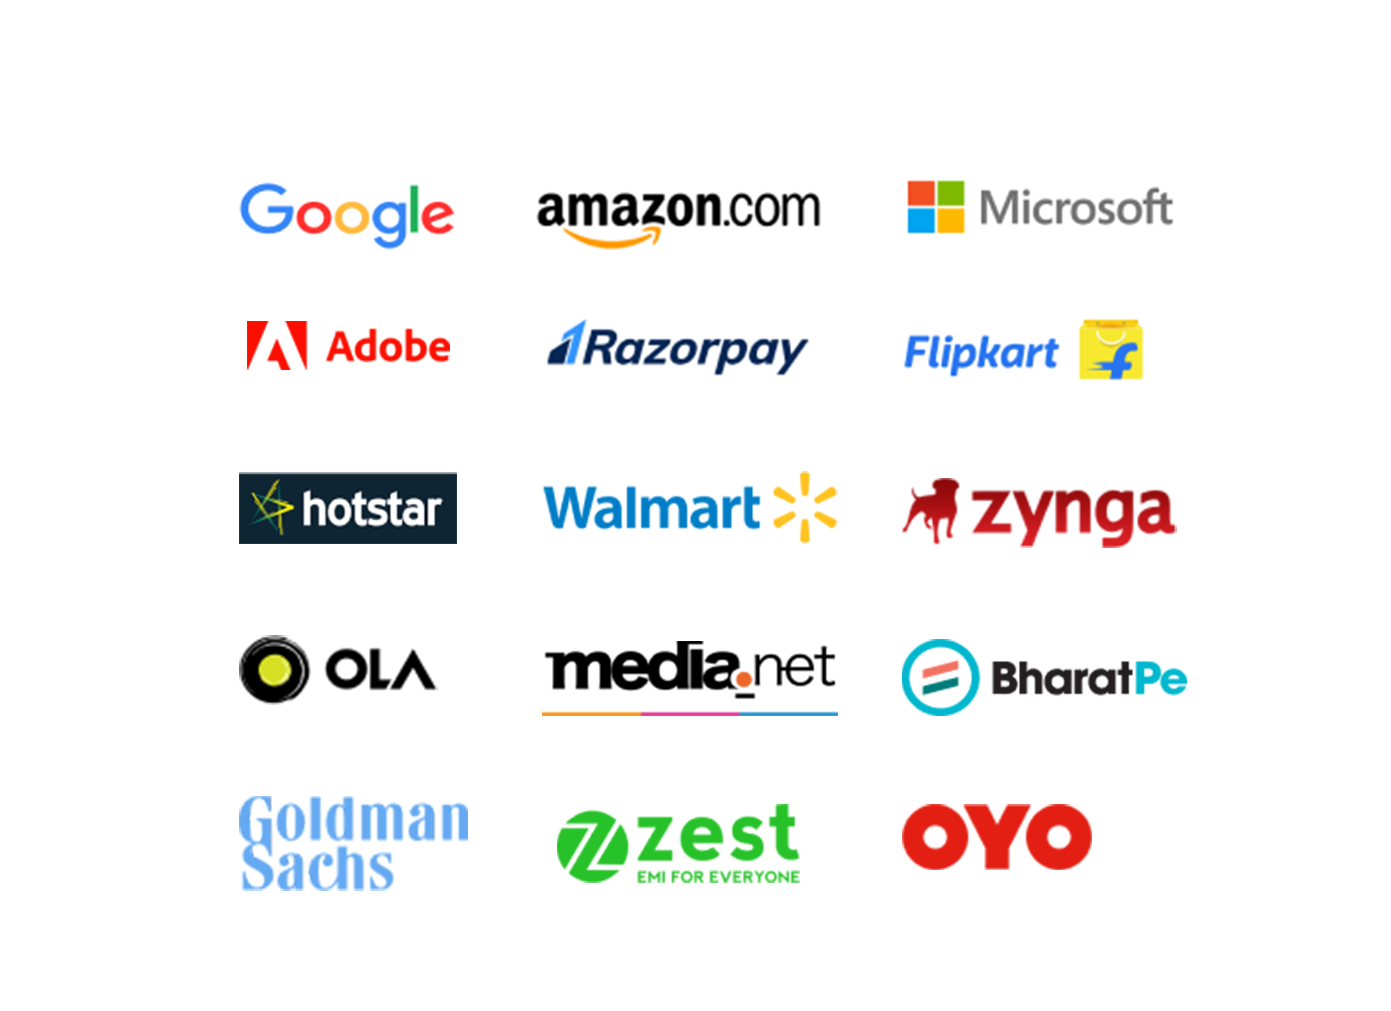 Google
amazon.com
Microsoft
Adobe
Razorpay
Flipkart
f
hotstar
Walmart
zynga
OLA
media.net
BharatPe
Goldman
Sachs
zest
EMI FOR EVERYONE
OYO